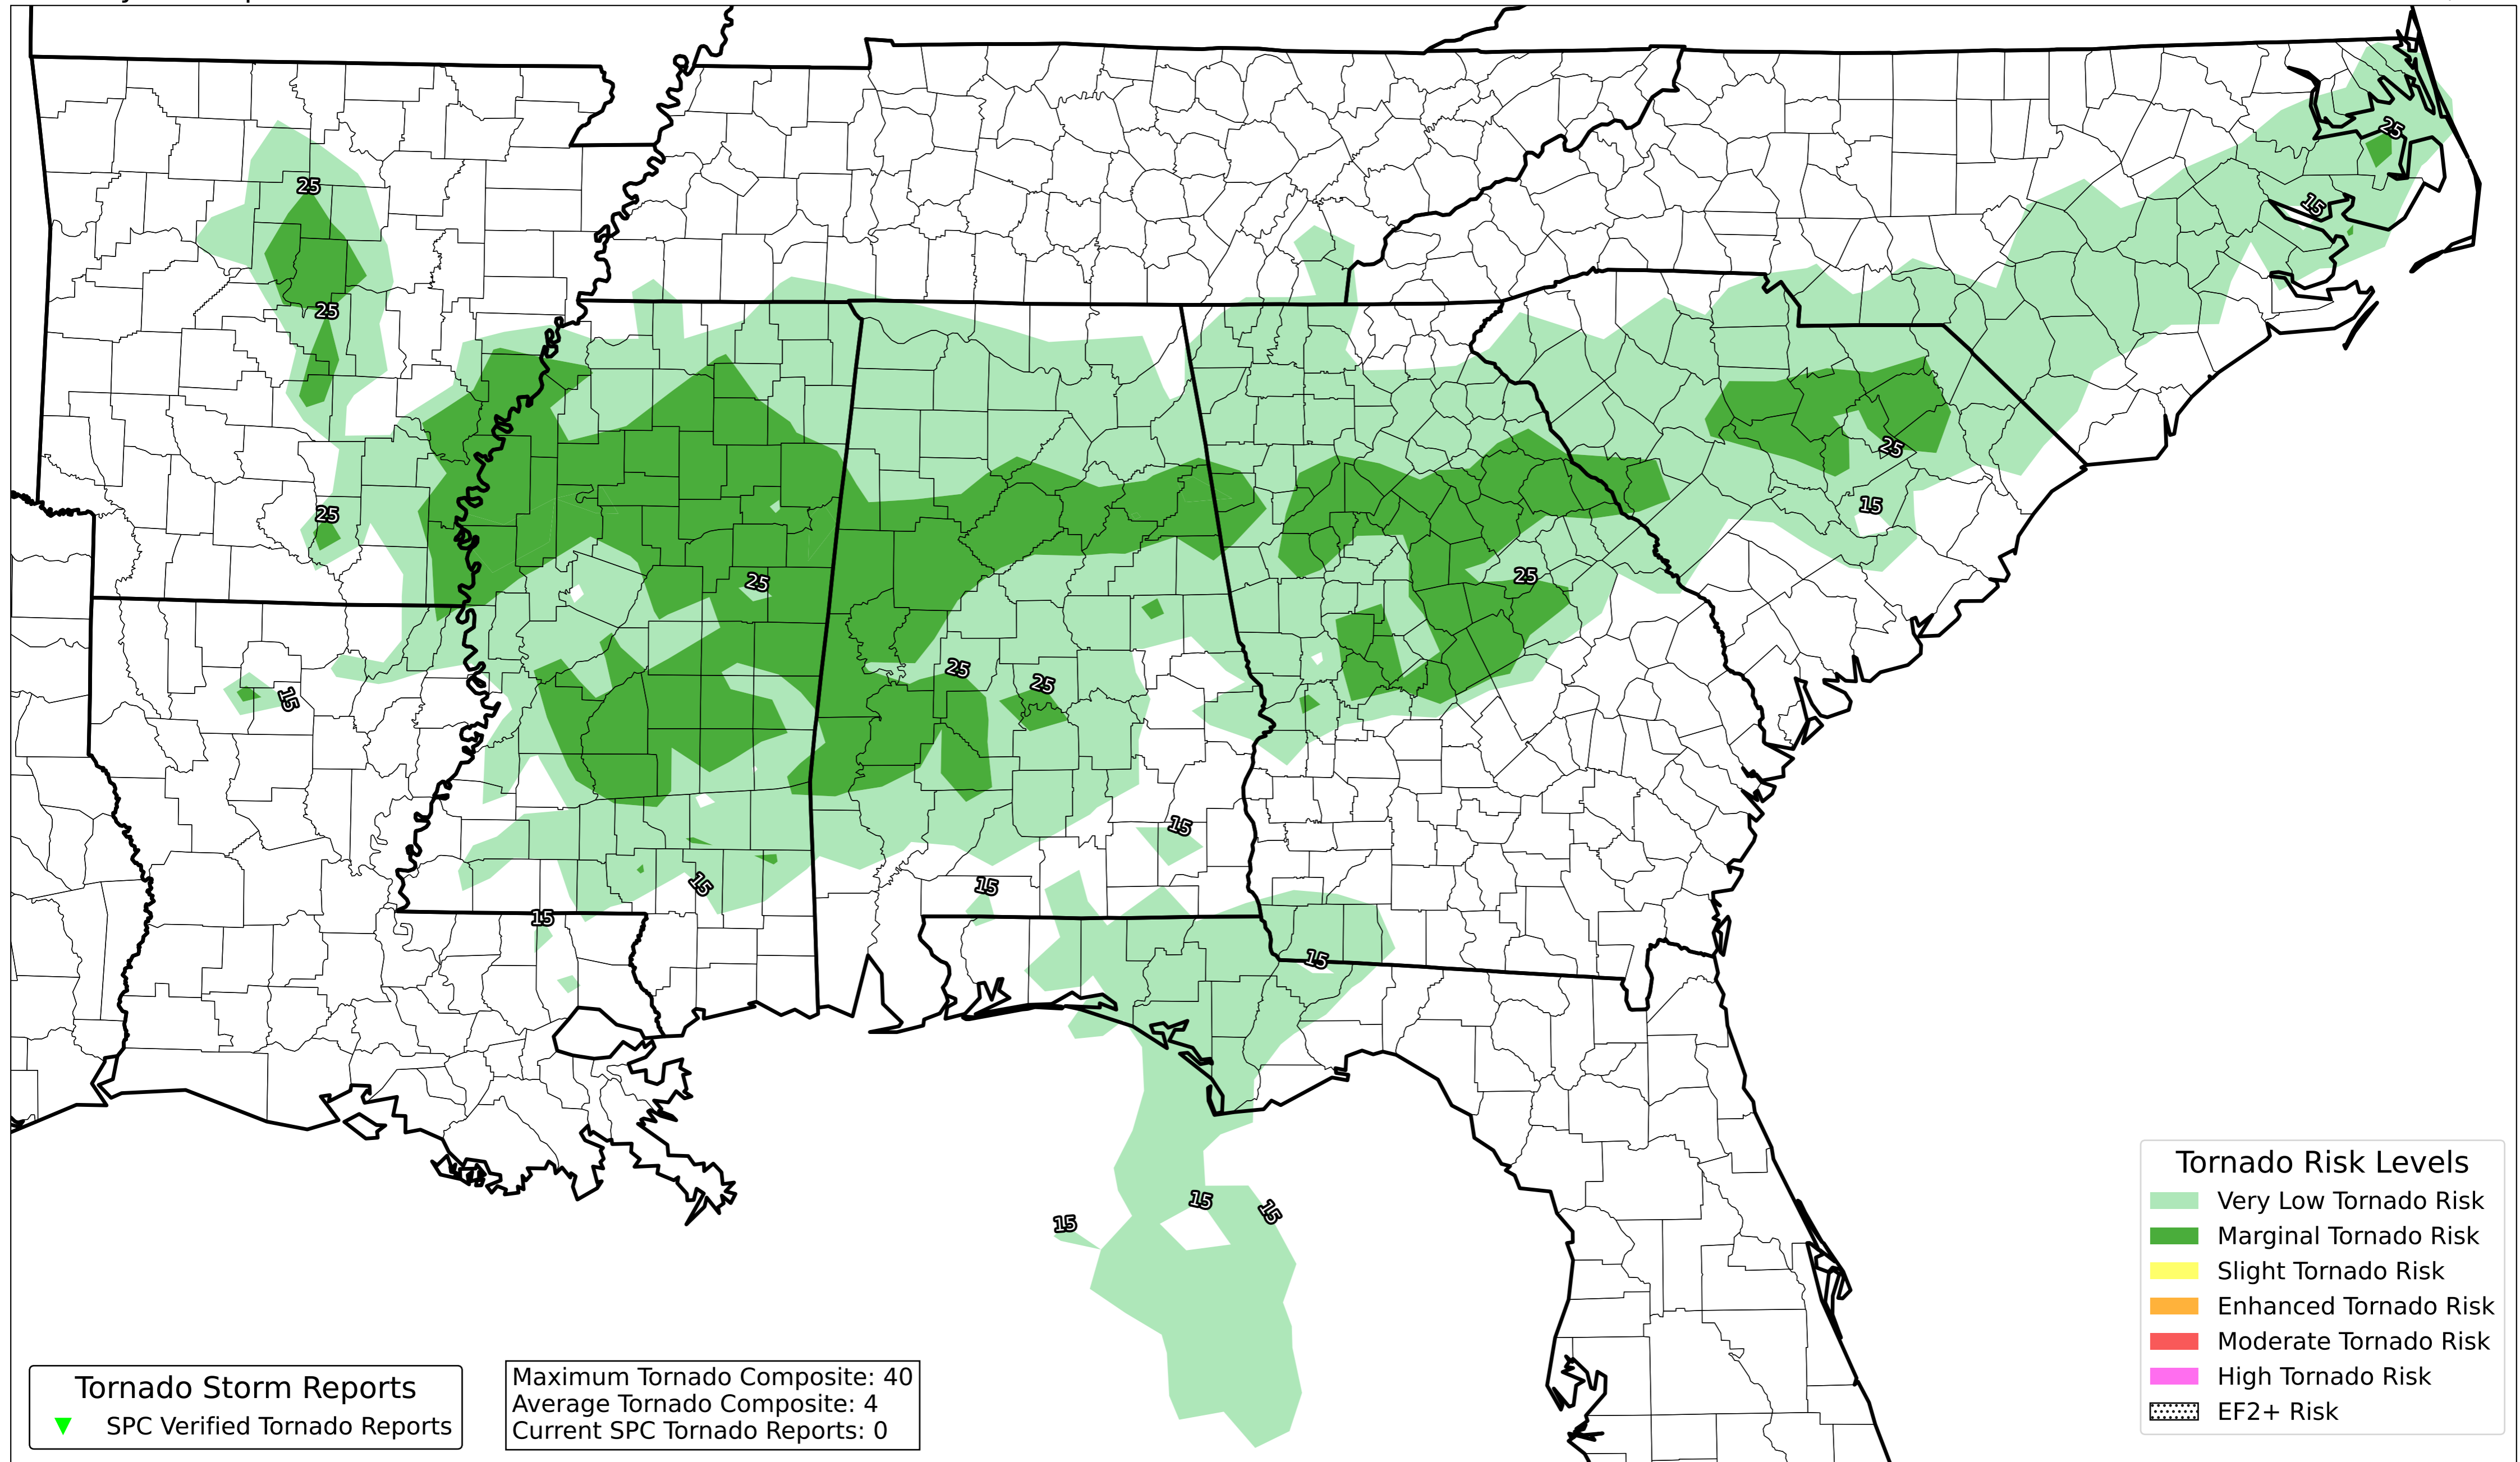 25
25
15
25
25
25
15
25
25
15
25
25
15
15
15
15
15
15
15
15
15
Tornado Risk Levels
Very Low Tornado Risk
Marginal Tornado Risk
Slight Tornado Risk
Enhanced Tornado Risk
Moderate Tornado Risk
High Tornado Risk
EF2+ Risk
Tornado Storm Reports
SPC Verified Tornado Reports
Maximum Tornado Composite: 40
Average Tornado Composite: 4
Current SPC Tornado Reports: 0